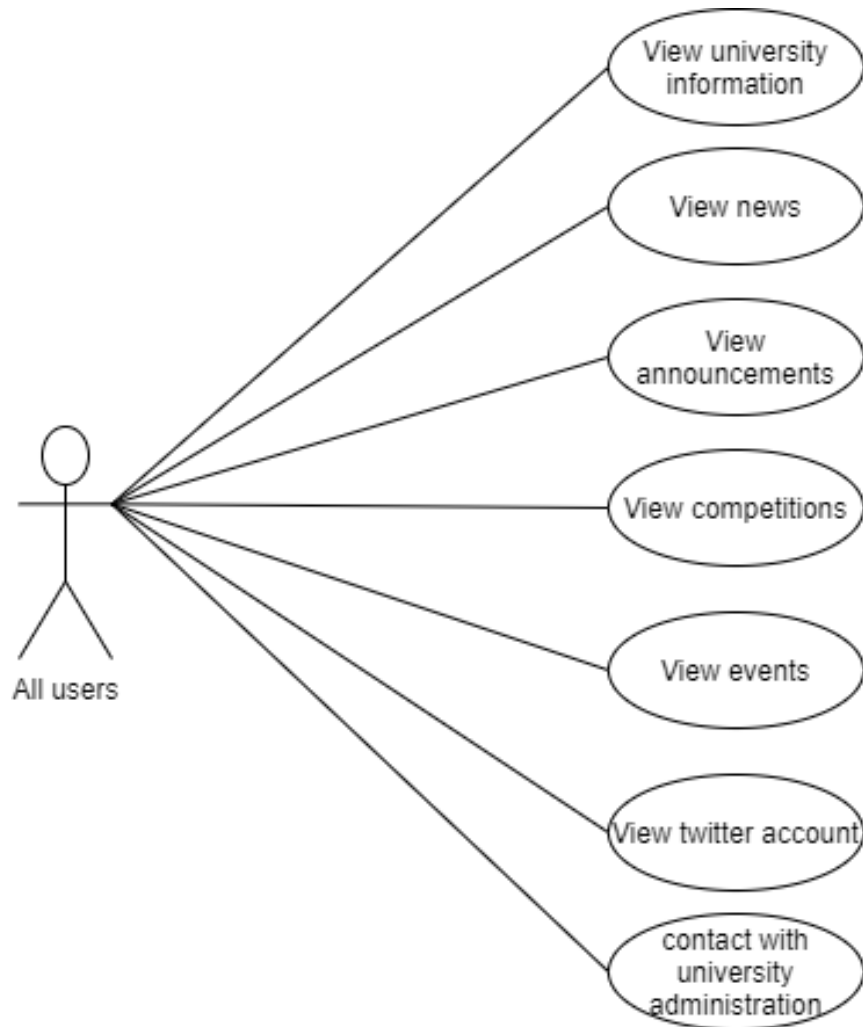 View university
information
View news
View
announcements
View competitions
View events
All users
View twitter account
contact with
university
administration